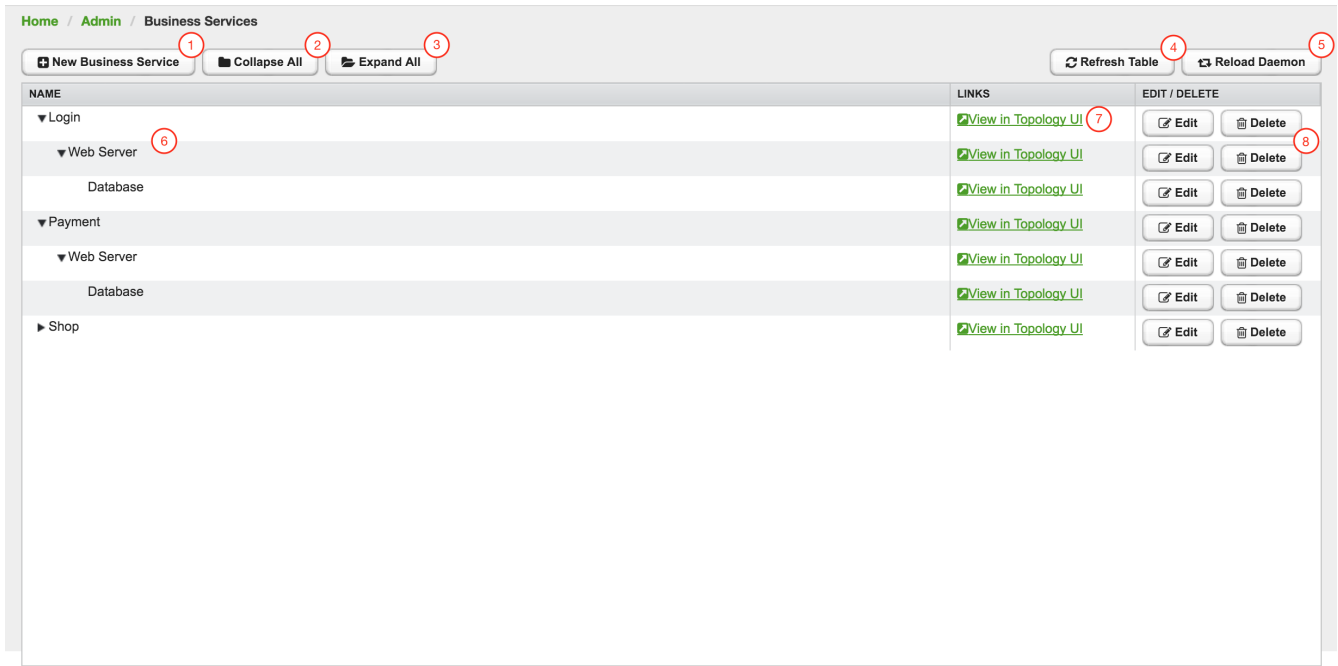 Home / Admin / Business Services
1 2 3 4 5
New Business Service Collapse All Expand All Refresh Table Reload Daemon
NAME LINKS EDIT / DELETE
Login View in Topology UI 7 Edit Delete
6 8
Web Server View in Topology UI Edit Delete
Database View in Topology UI Edit Delete
Payment View in Topology UI Edit Delete
Web Server View in Topology UI Edit Delete
Database View in Topology UI Edit Delete
Shop View in Topology UI Edit Delete